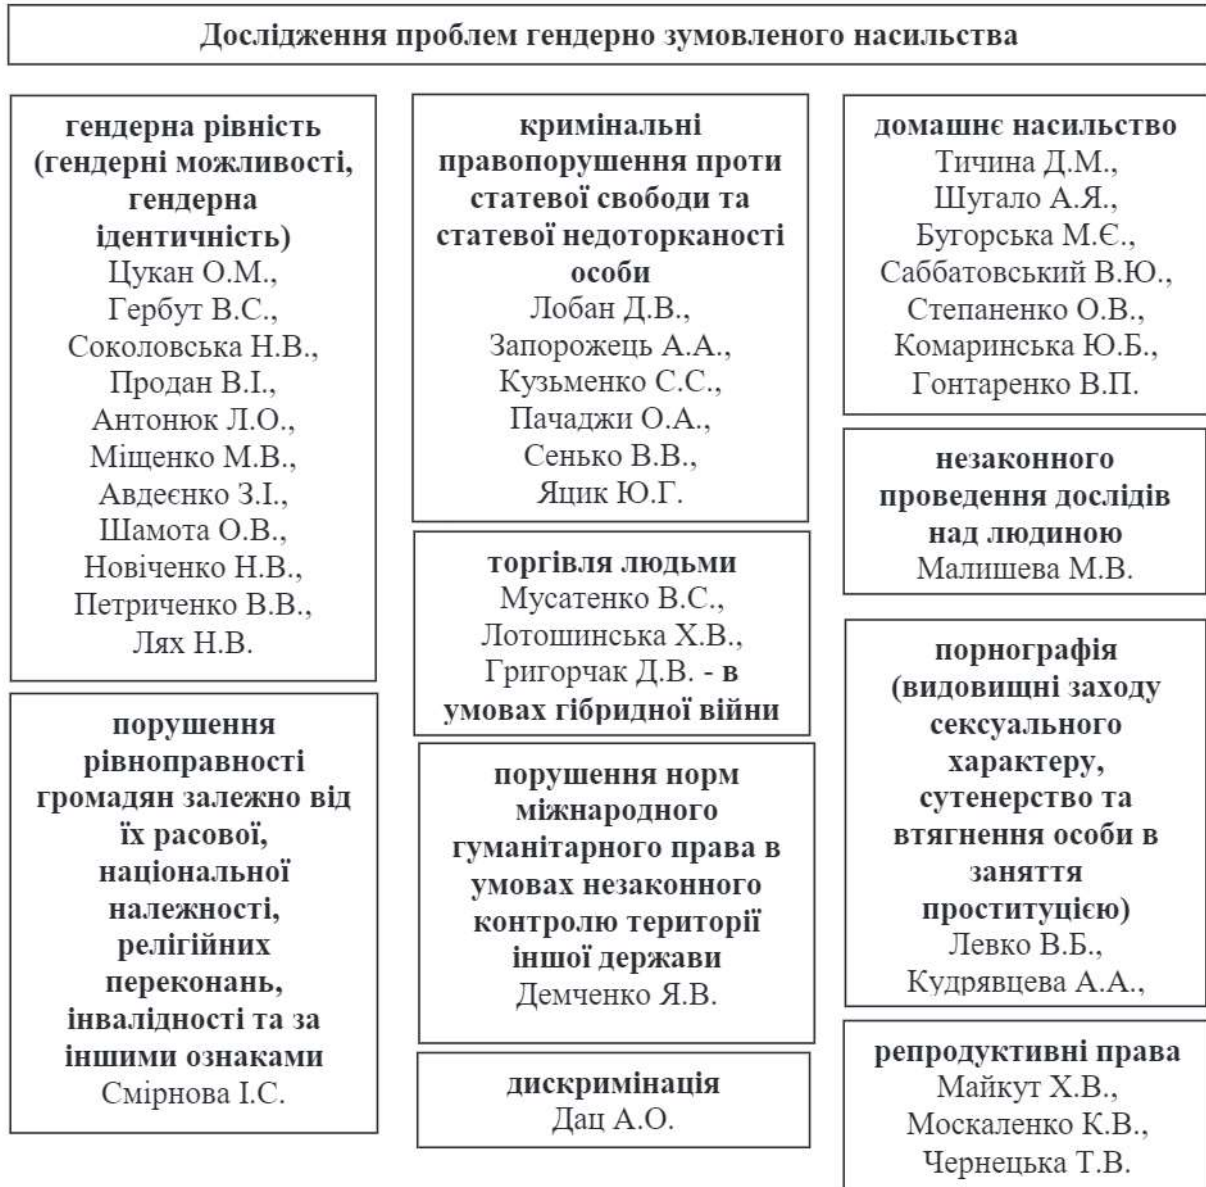 Дослідження проблем гендерно зумовленого насильства
гендерна рівність
(гендерні можливості,
гендерна
ідентичність)
Цукан О.М.,
Гербут В.С.,
Соколовська Н.В.,
Продан В.І.,
Антонюк Л.О.,
Міщенко М.В.,
Авдеєнко З.І.,
Шамота О.В.,
Новіченко Н.В.,
Петриченко В.В.,
Лях Н.В.
порушення
рівноправності
громадян залежно від
їх расової,
національної
належності,
релігійних
переконань,
інвалідності та за
іншими ознаками
Смірнова І.С.
кримінальні
правопорушення проти
статевої свободи та
статевої недоторканості
особи
Лобан Д.В.,
Запорожець А.А.,
Кузьменко С.С.,
Пачаджи О.А.,
Сенько В.В.,
Яцик Ю.Г.
торгівля людьми
Мусатенко В.С.,
Лотошинська Х.В.,
Григорчак Д.В. - в
умовах гібридної війни
порушення норм
міжнародного
гуманітарного права в
умовах незаконного
контролю території
іншої держави
Демченко Я.В.
дискримінація
Дац А.О.
домашнє насильство
Тичина Д.М.,
Шугало А.Я.,
Бугорська М.Є.,
Саббатовський В.Ю.,
Степаненко О.В.,
Комаринська Ю.Б.,
Гонтаренко В.П.
незаконного
проведення дослідів
над людиною
Малишева М.В.
порнографія
(видовищні заходу
сексуального
характеру,
сутенерство та
втягнення особи в
заняття
проституцією)
Левко В.Б.,
Кудрявцева А.А.,
репродуктивні права
Майкут Х.В.,
Москаленко К.В.,
Чернецька Т.В.